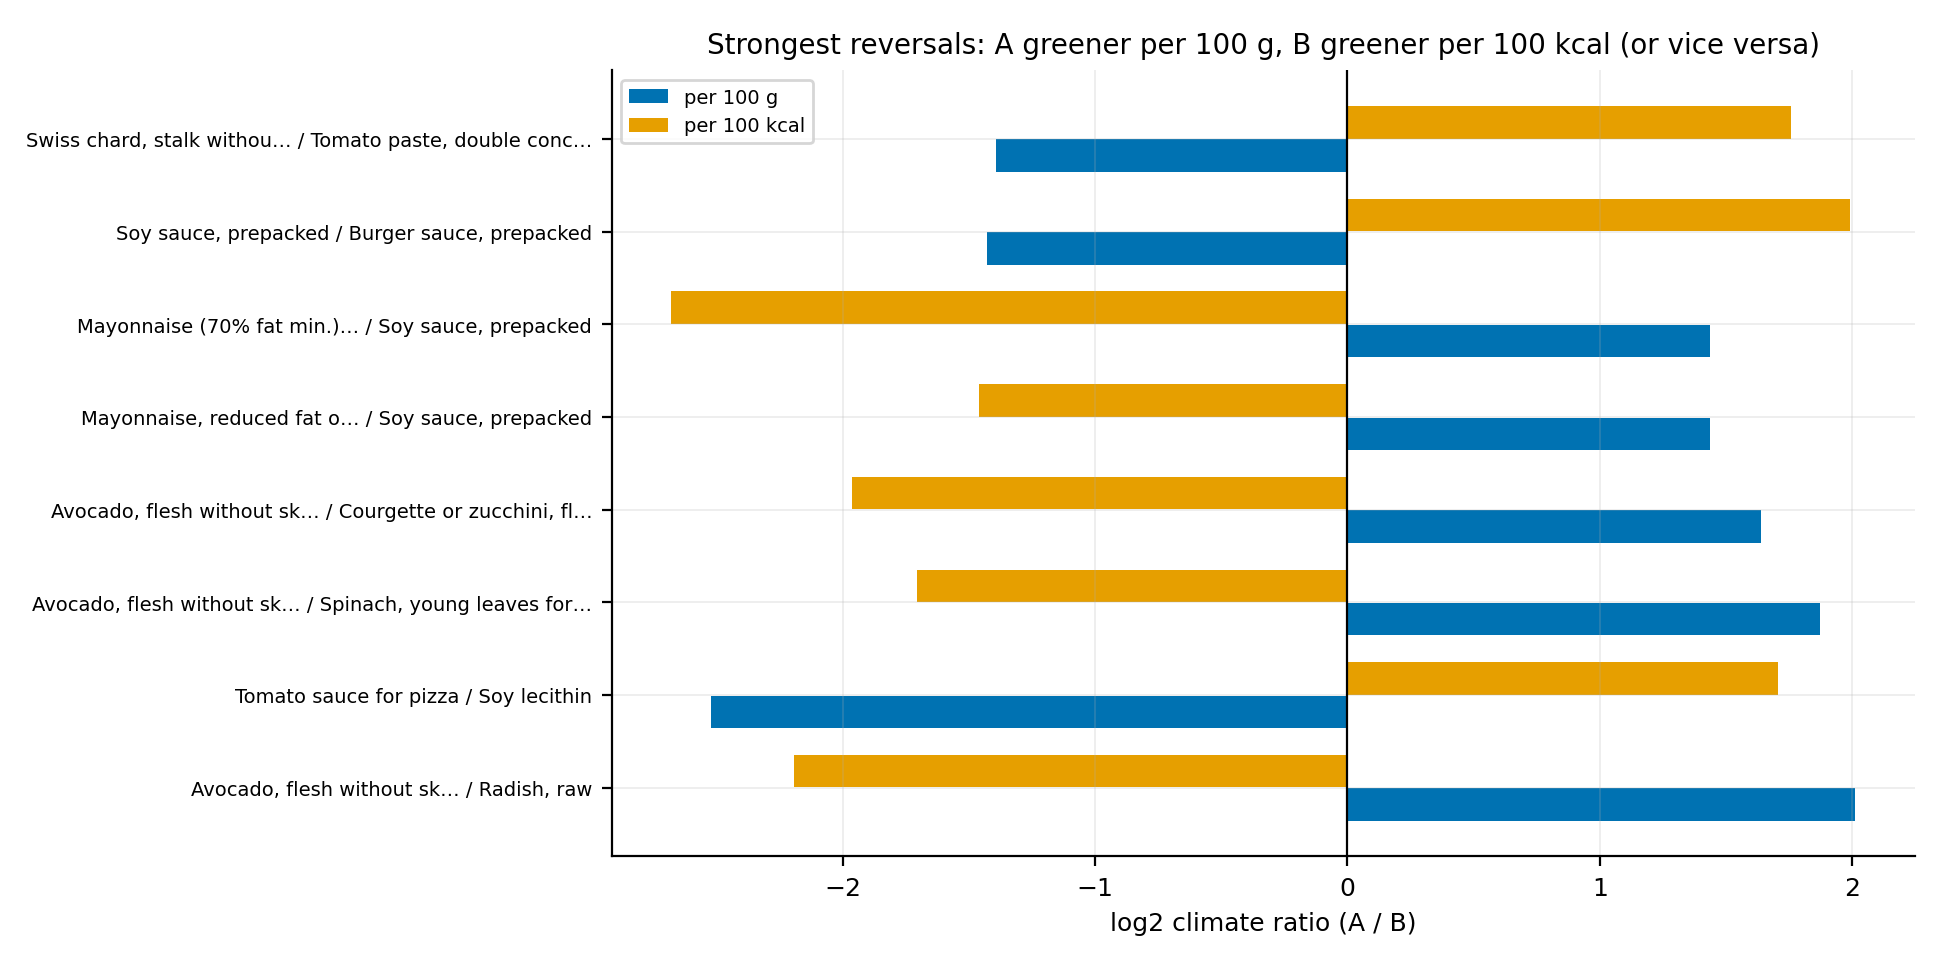 Strongest reversals: A greener per 100 g, B greener per 100 kcal (or vice versa)
per 100 g
per 100 kcal
Swiss chard, stalk withou… / Tomato paste, double conc…
Soy sauce, prepacked / Burger sauce, prepacked
Mayonnaise (70% fat min.)… / Soy sauce, prepacked
Mayonnaise, reduced fat o… / Soy sauce, prepacked
Avocado, flesh without sk… / Courgette or zucchini, fl…
Avocado, flesh without sk… / Spinach, young leaves for…
Tomato sauce for pizza / Soy lecithin
Avocado, flesh without sk… / Radish, raw
−2 −1 0 1 2
log2 climate ratio (A / B)